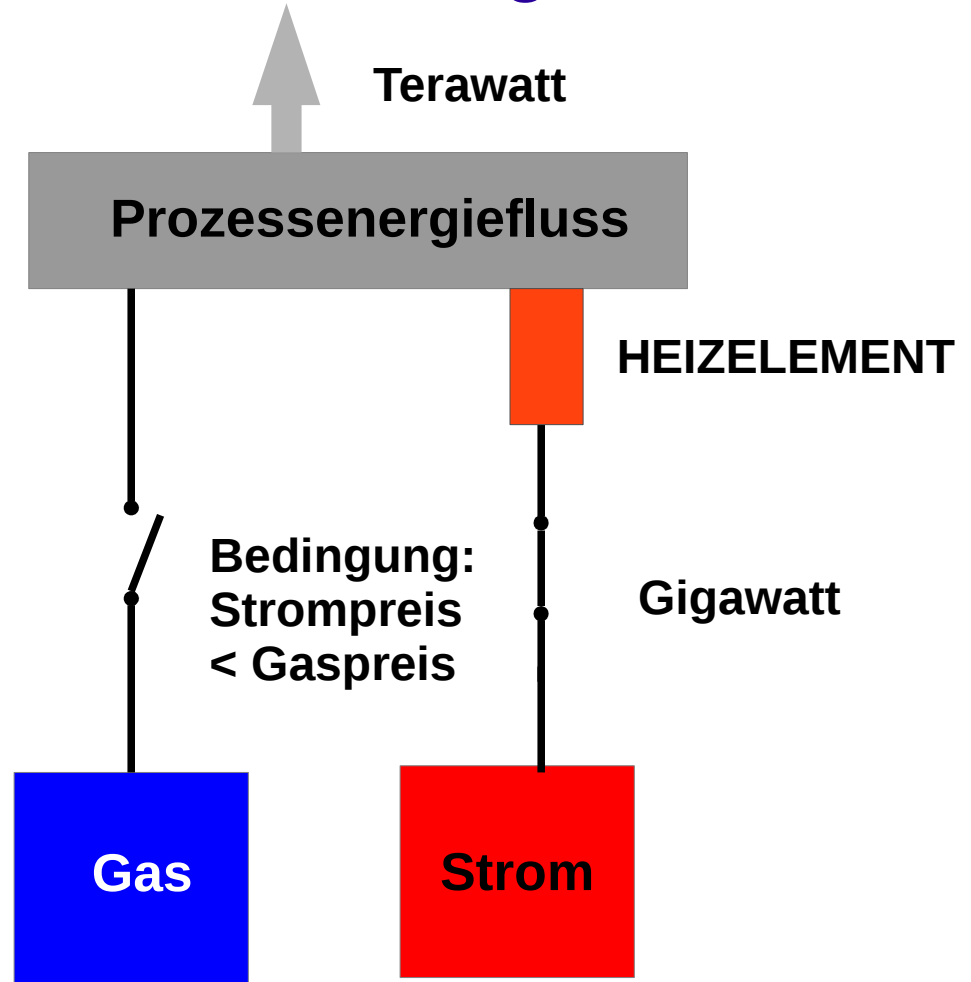 Terawatt
Prozessenergiefluss
HEIZELEMENT
Bedingung:
Strompreis
< Gaspreis
Gigawatt
Gas
Strom